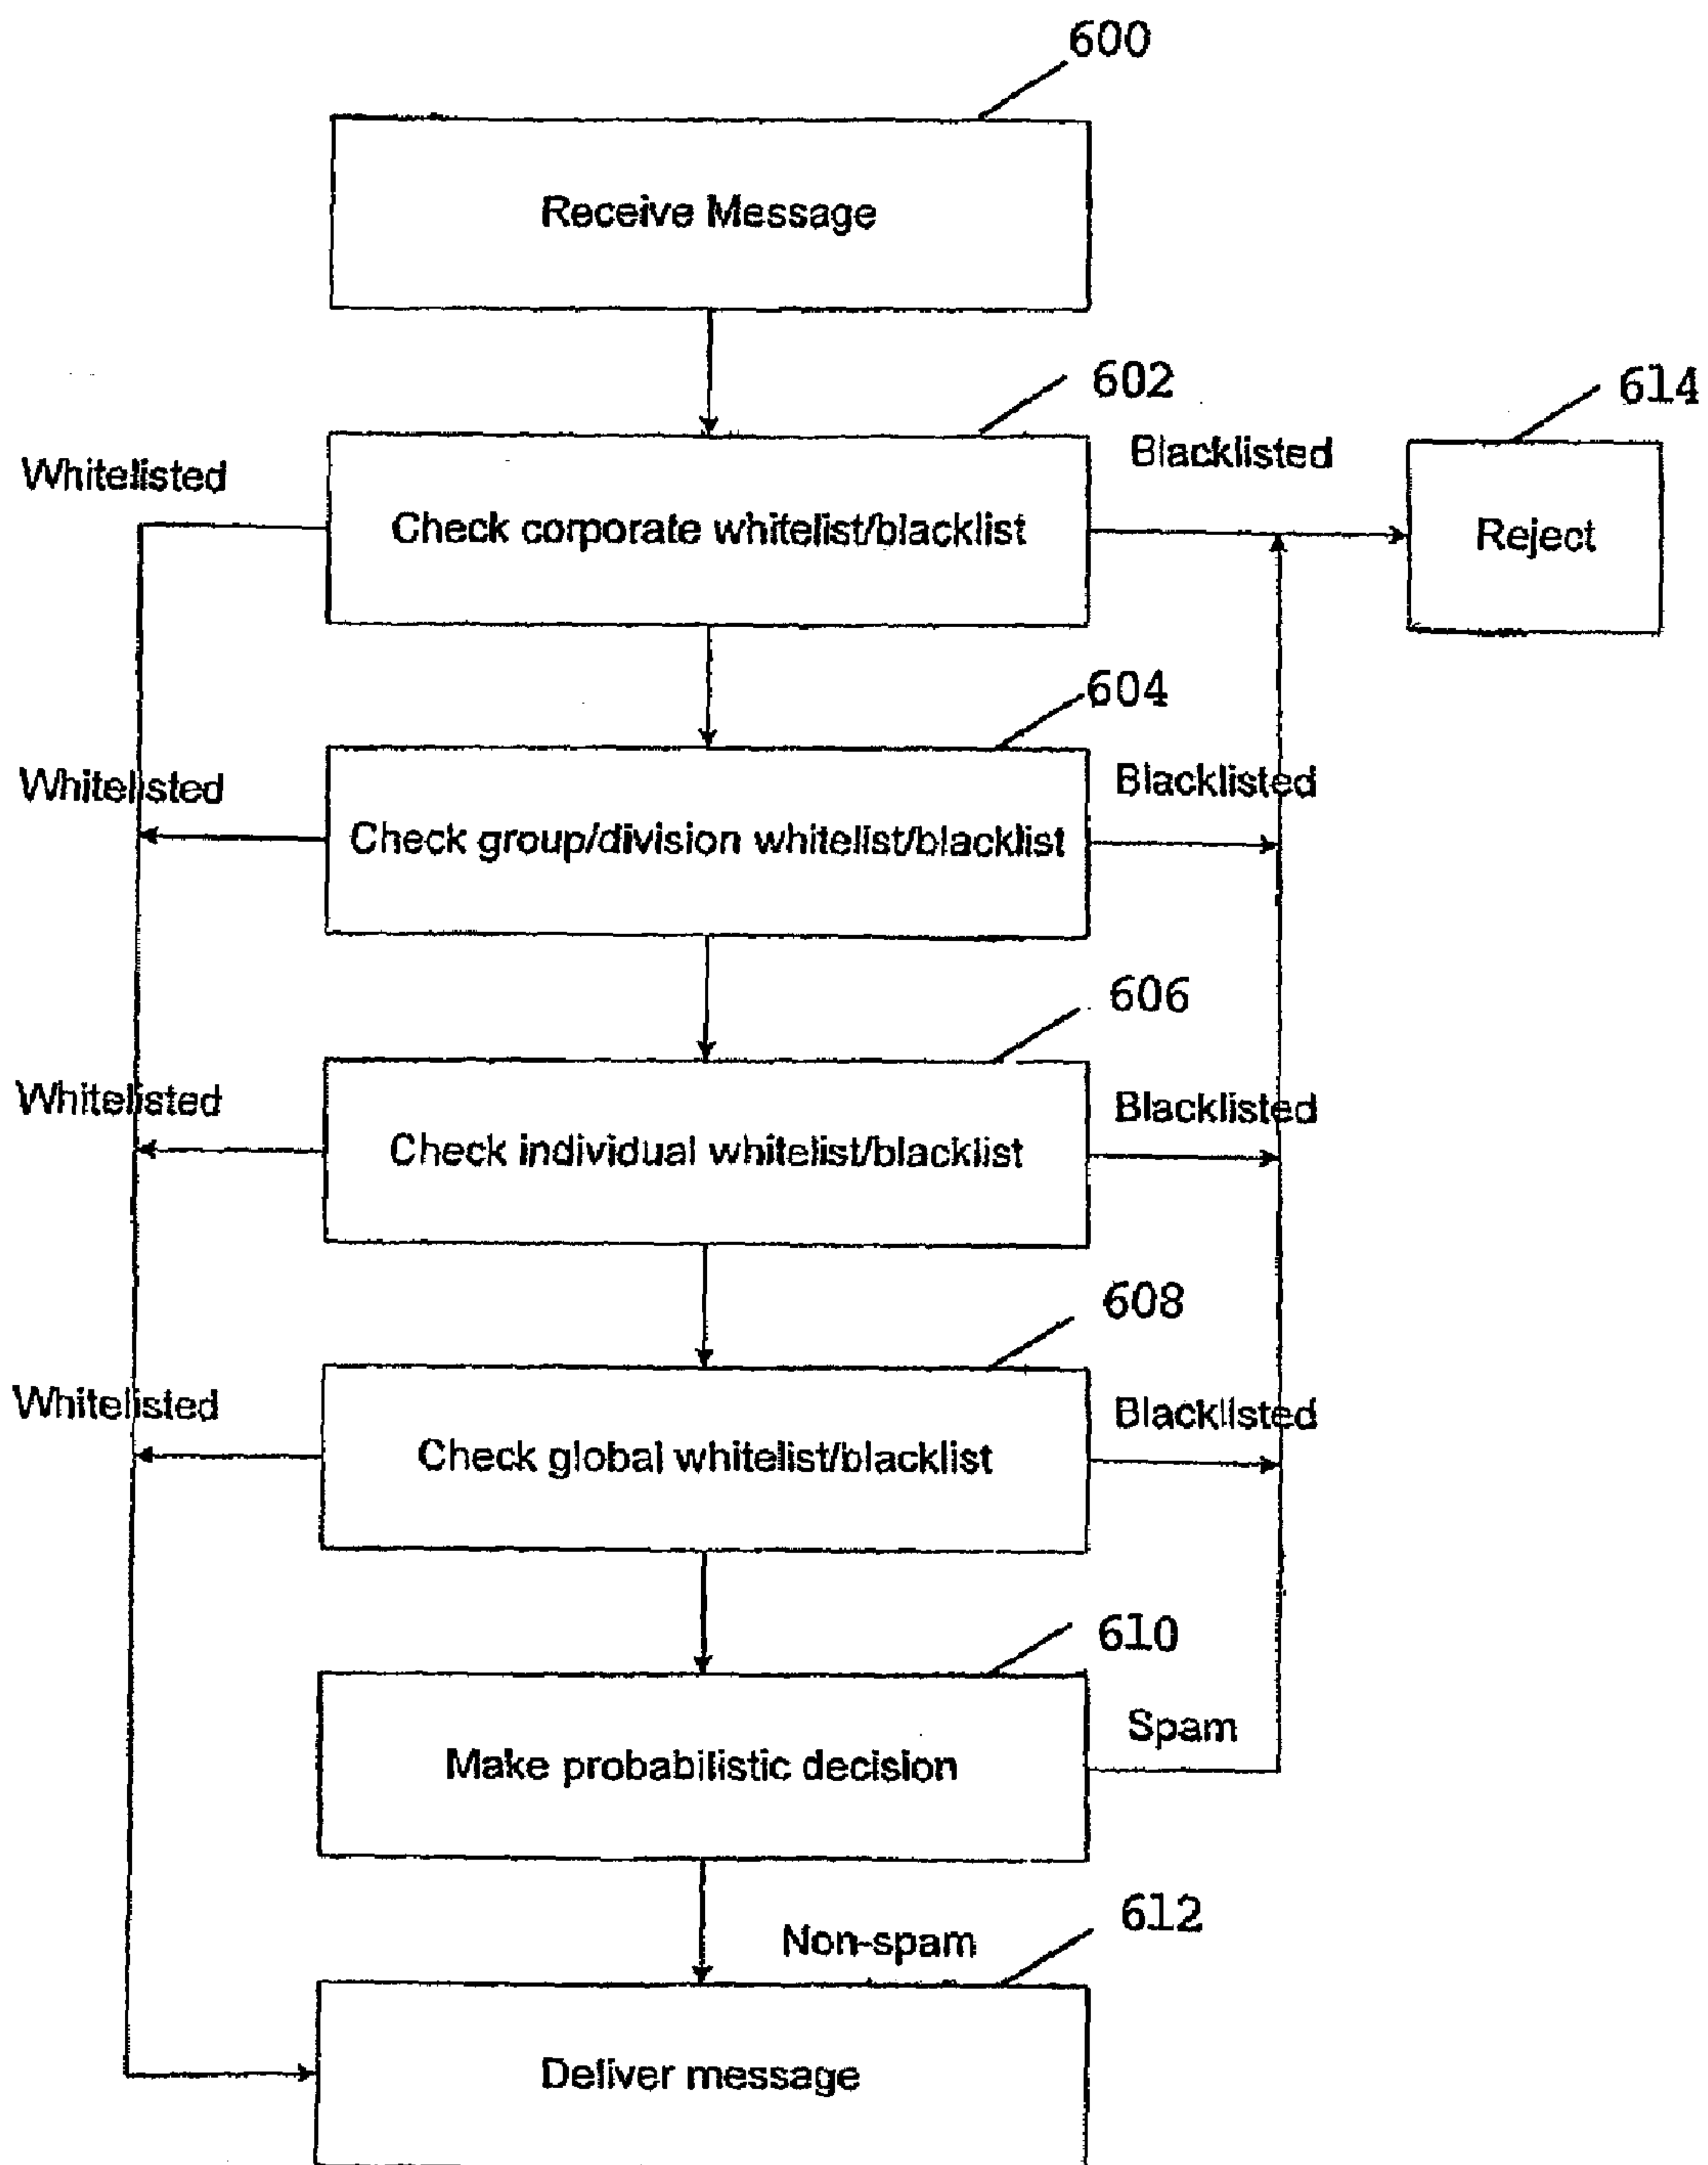 600
Receive Message
602
614
Whitelisted
Blacklisted
Check corporate whitelist/blacklist
Reject
604
Whitelisted
Blacklisted
Check group/division whitelist/blacklist
606
Whitelisted
Blacklisted
Check individual whitelist/blacklist
608
Whitelisted
Blacklisted
Check global whitelist/blacklist
610
Spam
Make probabilistic decision
612
Non-spam
Deliver message